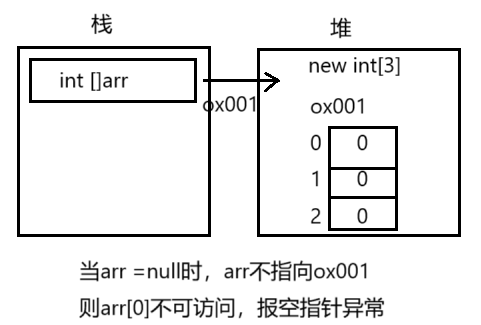 栈
堆
int []arr
ox001
new int[3]
ox001
0 0
1 0
2 0
当arr =null时，arr不指向ox001
则arr[0]不可访问，报空指针异常